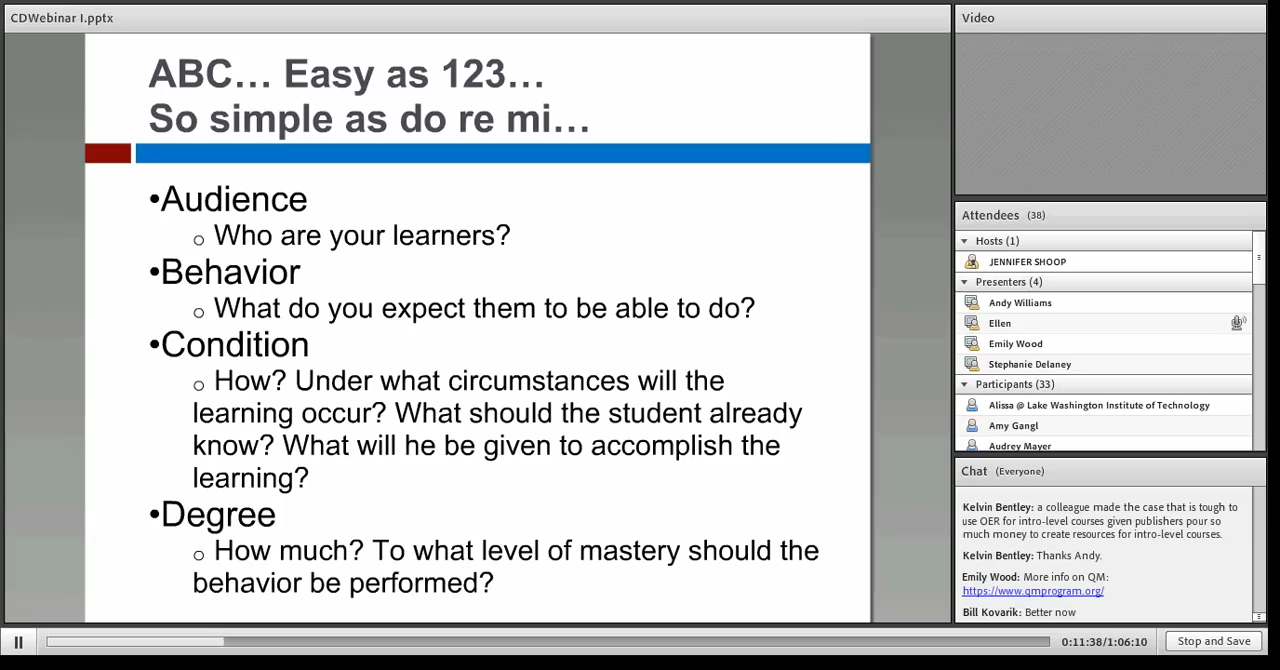 CDWebinar I.pptx
ABC... Easy as 123...
So simple as do re mi...
•Audience
o Who are your learners?
•Behavior
o What do you expect them to be able to do?
•Condition
o How? Under what circumstances will the
learning occur? What should the student already
know? What will he be given to accomplish the
learning?
•Degree
o How much? To what level of mastery should the
behavior be performed?
Video
Attendees (38)
Hosts (1)
JENNIFER SHOOP
Presenters (4)
Andy Williams
Ellen
Emily Wood
Stephanie Delaney
Participants (33)
Alissa @ Lake Washington Institute of Technology
Amy Gangl
Audrey Mayer
Chat (Everyone)
Kelvin Bentley: a colleague made the case that is tough to
use OER for intro-level courses given publishers pour so
much money to create resources for intro-level courses.
Kelvin Bentley: Thanks Andy.
Emily Wood: More info on QM:
https://www.qmprogram.org/
Bill Kovarik: Better now
0:11:38/1:06:10
Stop and Save